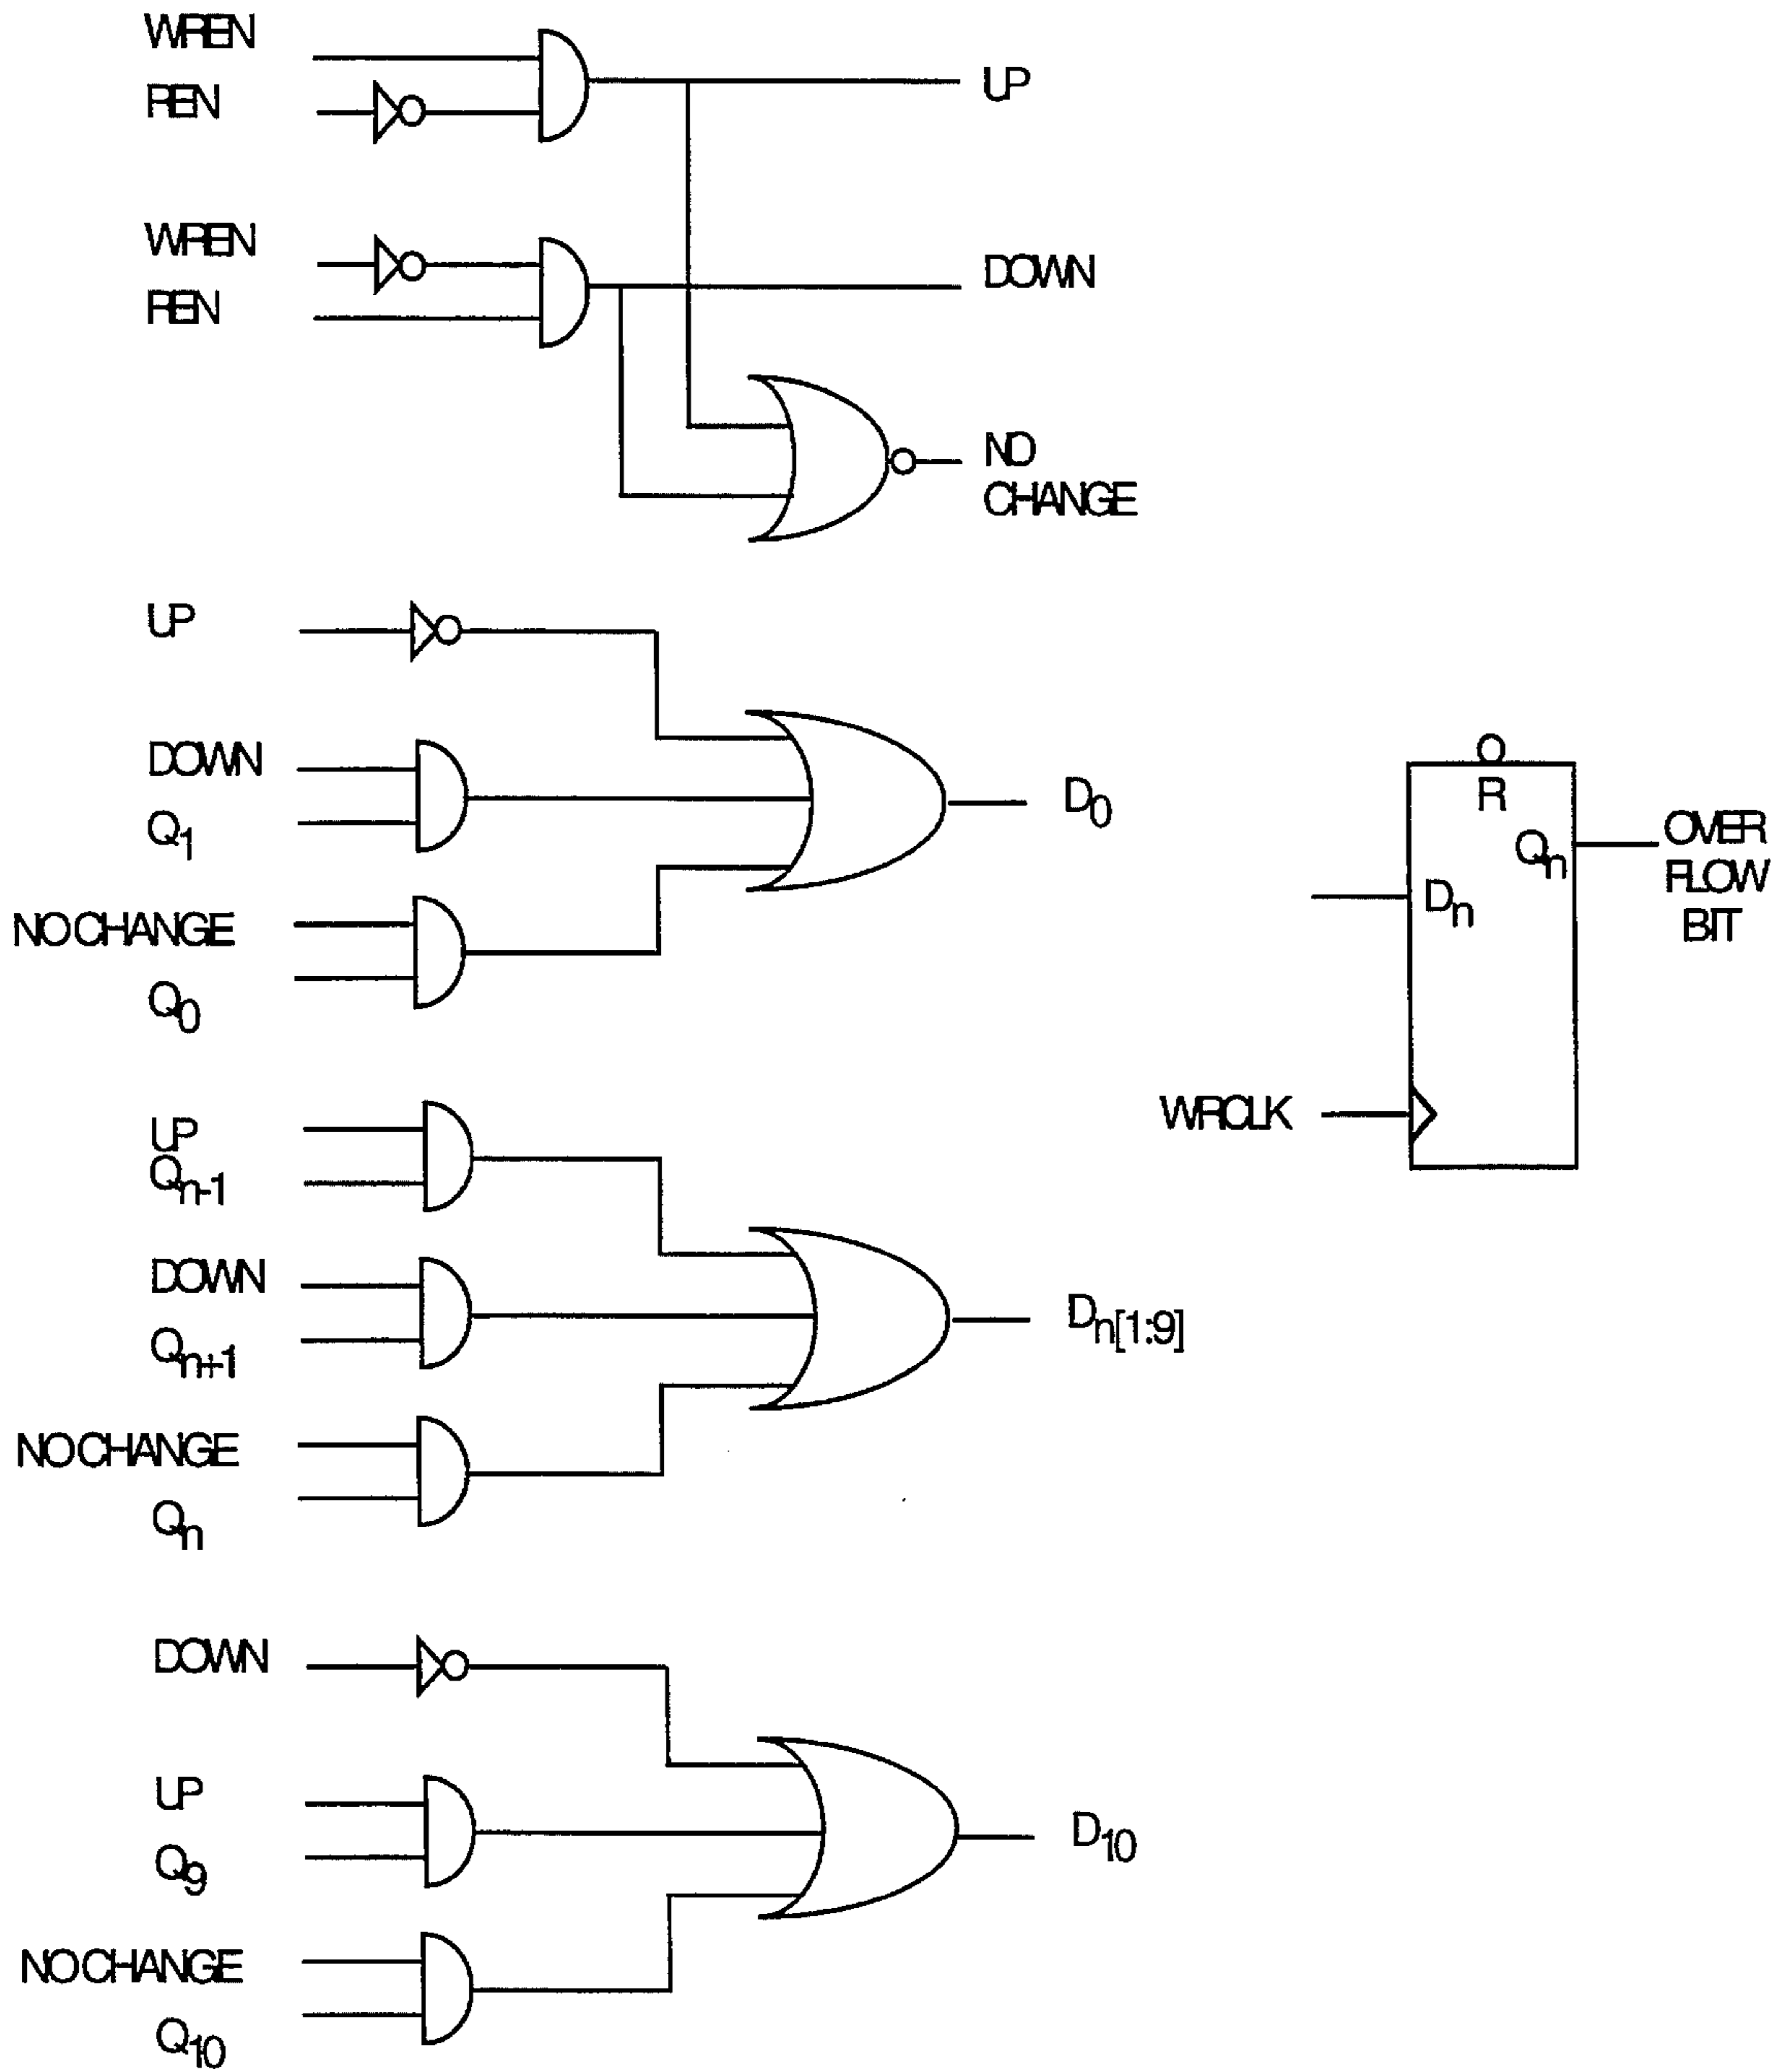 WREN
REN
UP
WREN
REN
DOWN
NO
CHANGE
UP
DOWN
Q1
NO CHANGE
Q0
D0
R
Qn
Dn
OVER
FLOW
BIT
WRCLK
UP
Qn-1
DOWN
Qn+1
NO CHANGE
Qn
Dn[1:9]
DOWN
UP
Q9
NO CHANGE
Q10
D10